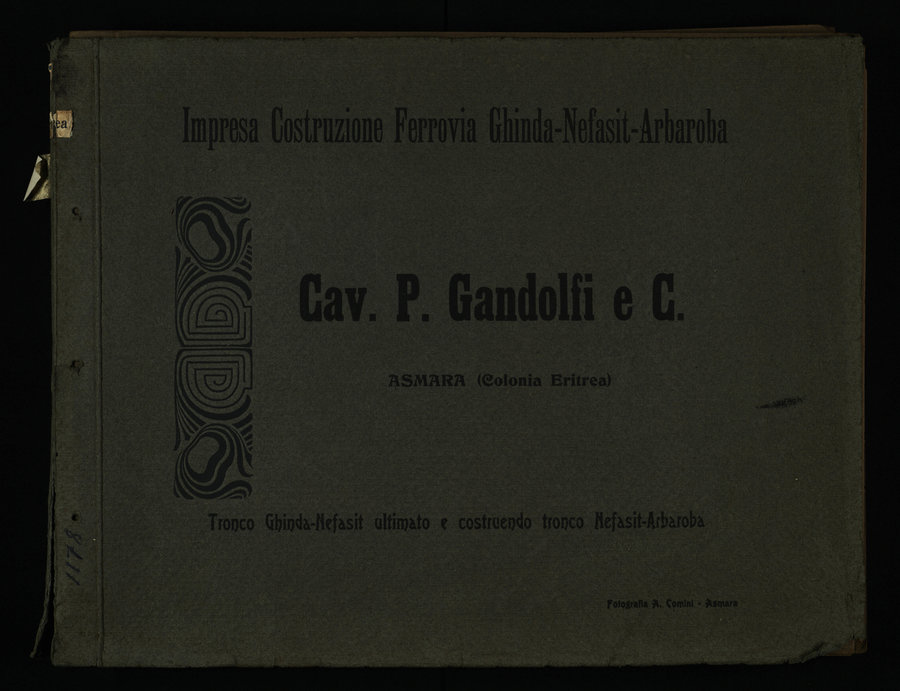 Impresa Costruzione Ferrovia Ghinda-Nefasit-Arbaroba
Cav. P. Gandolfi e C.
ASMARA (Colonia Eritrea)
Tronco Ghinda-Nefasit ultimato e costruendo tronco Nefasit-Arbaroba
Fotografia A. Comini - Asmara
1178